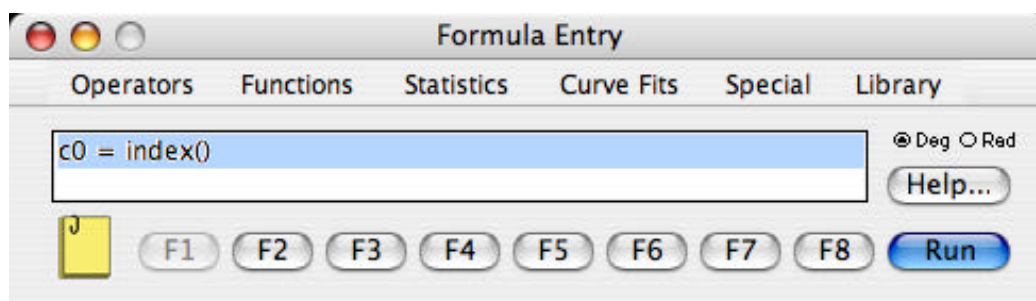 Formula Entry
Operators Functions Statistics Curve Fits Special Library
c0 = index()
Deg Rad
Help...
F1 F2 F3 F4 F5 F6 F7 F8 Run